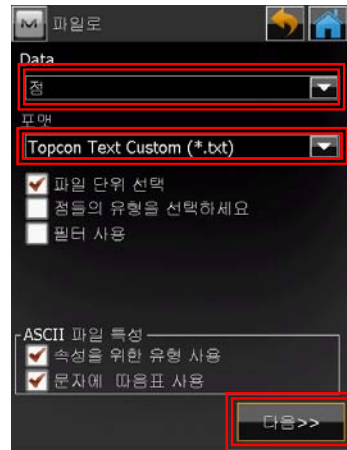 파일로
Data
점
포맷
Topcon Text Custom (*.txt)
파일 단위 선택
점들의 유형을 선택하세요
필터 사용
ASCII 파일 특성
속성을 위한 유형 사용
문자에 따옴표 사용
다음>>